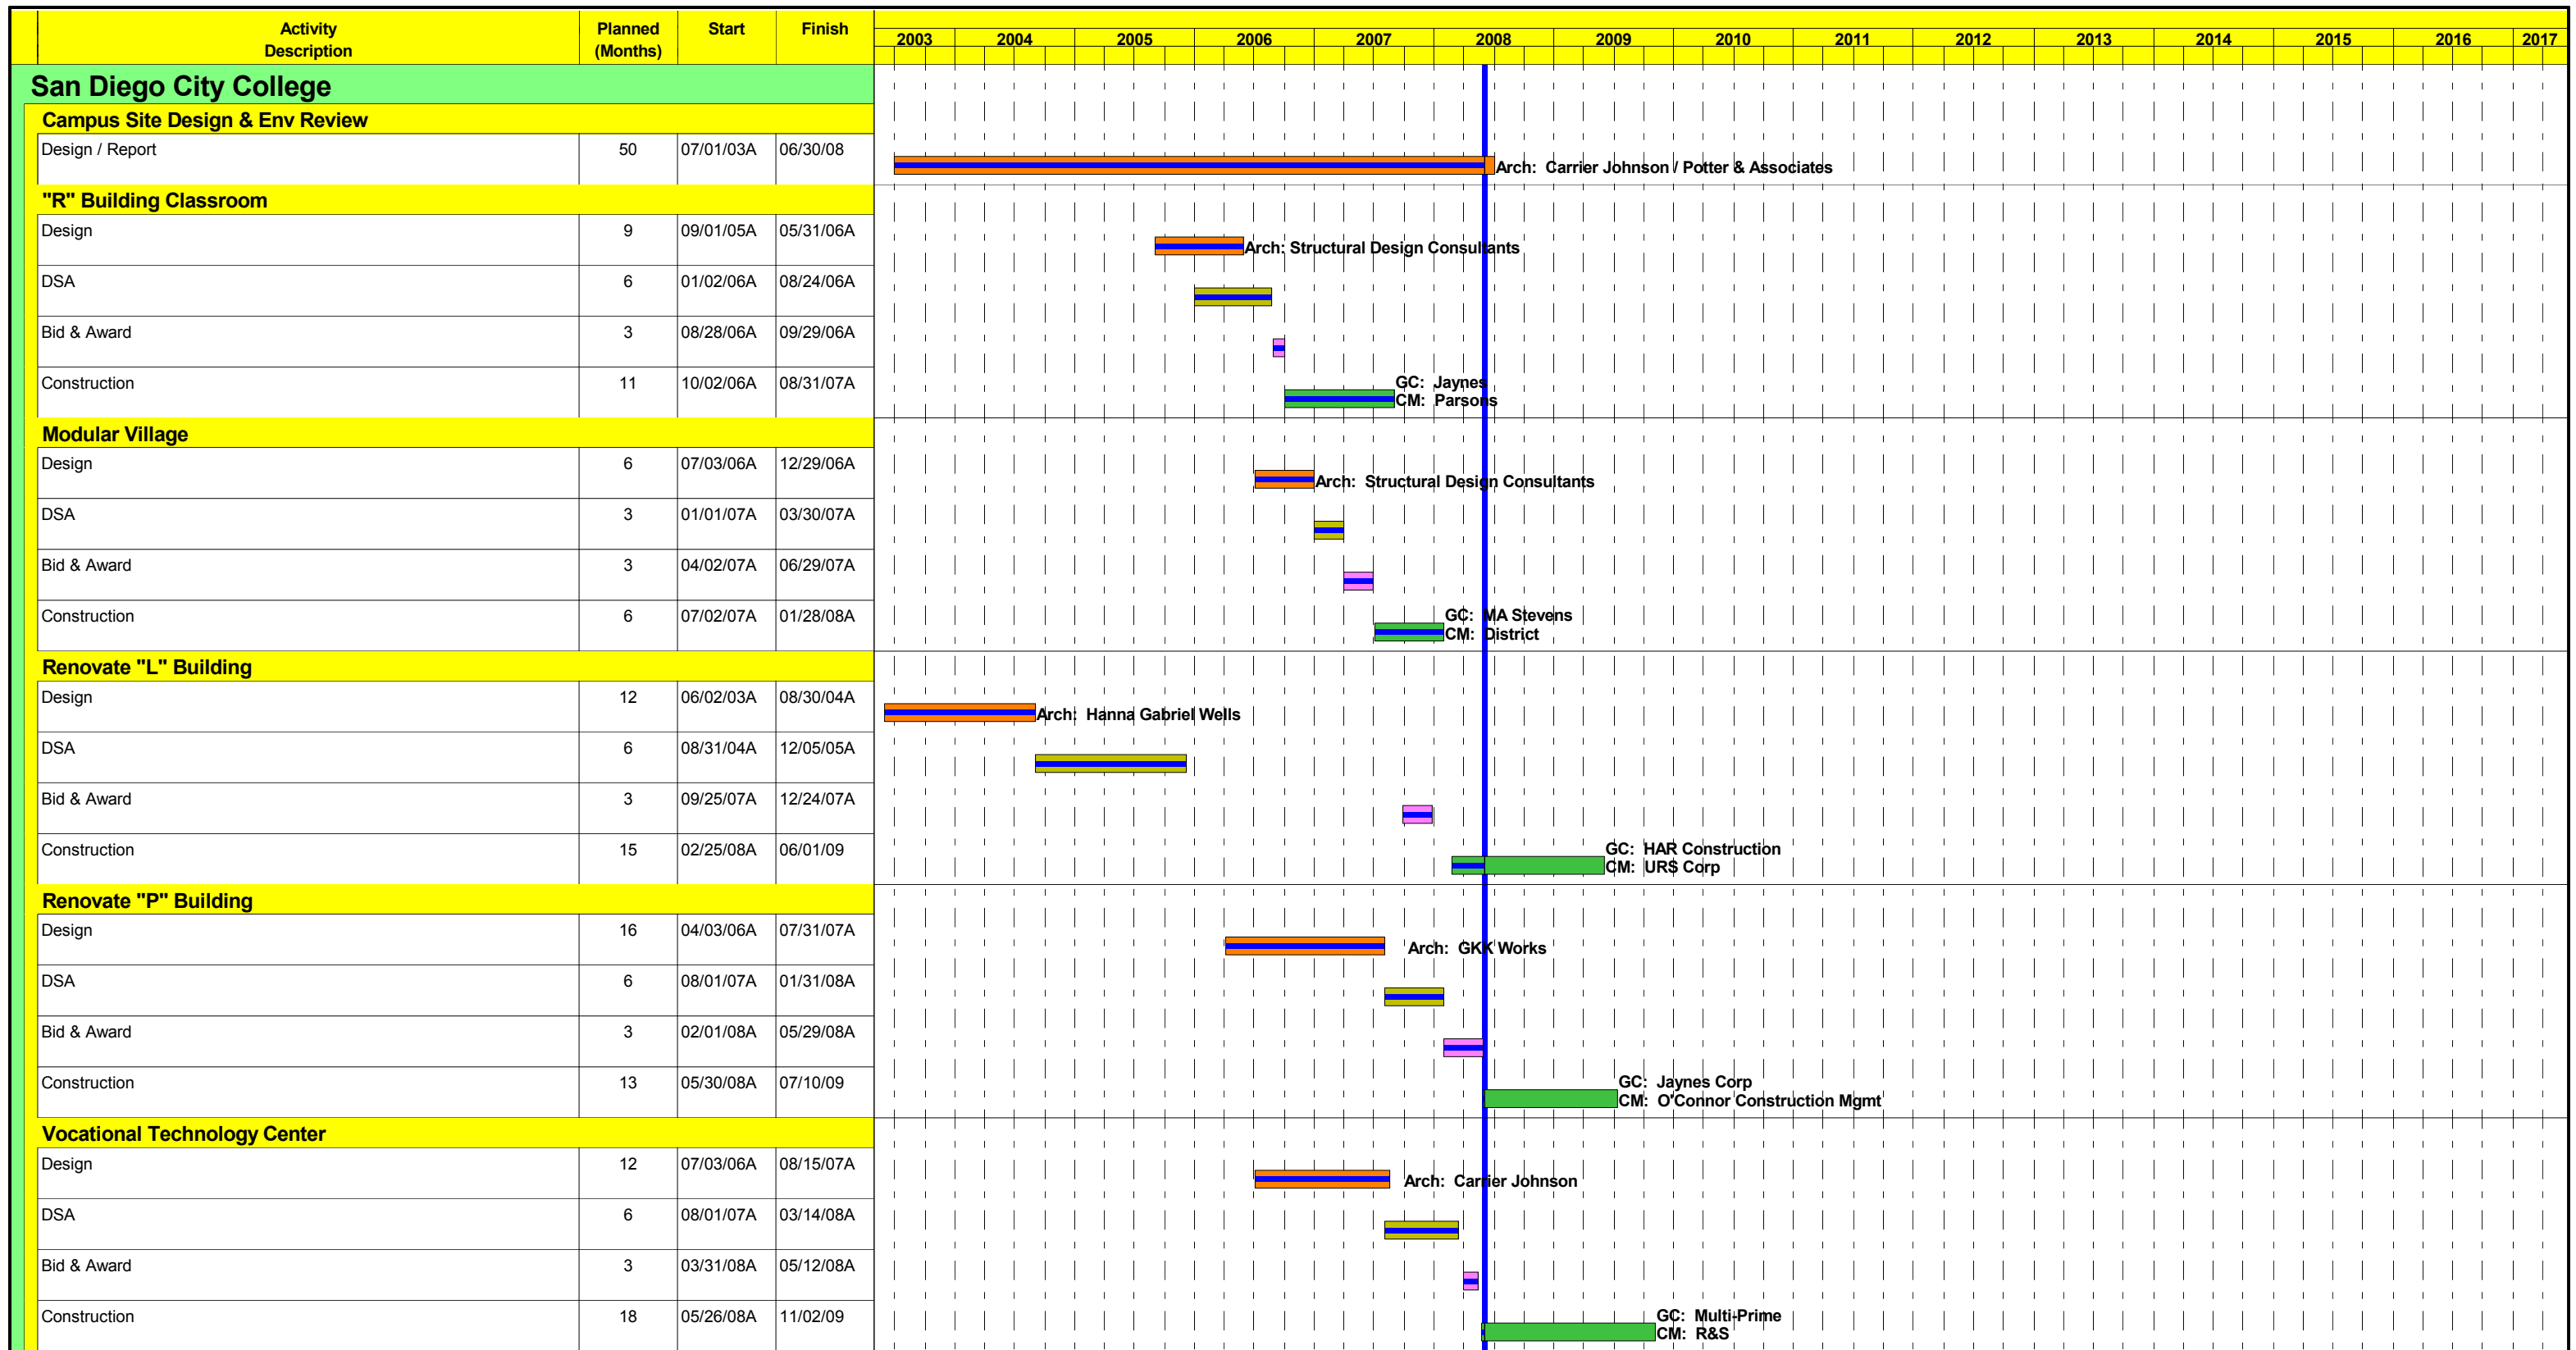 Activity Description Planned (Months) Start Finish
2003 2004 2005 2006 2007 2008 2009 2010 2011 2012 2013 2014 2015 2016 2017
San Diego City College
Campus Site Design & Env Review
Design / Report 50 07/01/03A 06/30/08
Arch: Carrier Johnson / Potter & Associates
"R" Building Classroom
Design 9 09/01/05A 05/31/06A
Arch: Structural Design Consultants
DSA 6 01/02/06A 08/24/06A
Bid & Award 3 08/28/06A 09/29/06A
Construction 11 10/02/06A 08/31/07A
GC: Jaynes
CM: Parsons
Modular Village
Design 6 07/03/06A 12/29/06A
Arch: Structural Design Consultants
DSA 3 01/01/07A 03/30/07A
Bid & Award 3 04/02/07A 06/29/07A
Construction 6 07/02/07A 01/28/08A
GC: MA Stevens
CM: District
Renovate "L" Building
Design 12 06/02/03A 08/30/04A
Arch: Hanna Gabriel Wells
DSA 6 08/31/04A 12/05/05A
Bid & Award 3 09/25/07A 12/24/07A
Construction 15 02/25/08A 06/01/09
GC: HAR Construction
CM: URS Corp
Renovate "P" Building
Design 16 04/03/06A 07/31/07A
Arch: GKK Works
DSA 6 08/01/07A 01/31/08A
Bid & Award 3 02/01/08A 05/29/08A
Construction 13 05/30/08A 07/10/09
GC: Jaynes Corp
CM: O'Connor Construction Mgmt
Vocational Technology Center
Design 12 07/03/06A 08/15/07A
Arch: Carrier Johnson
DSA 6 08/01/07A 03/14/08A
Bid & Award 3 03/31/08A 05/12/08A
Construction 18 05/26/08A 11/02/09
GC: Multi-Prime
CM: R&S